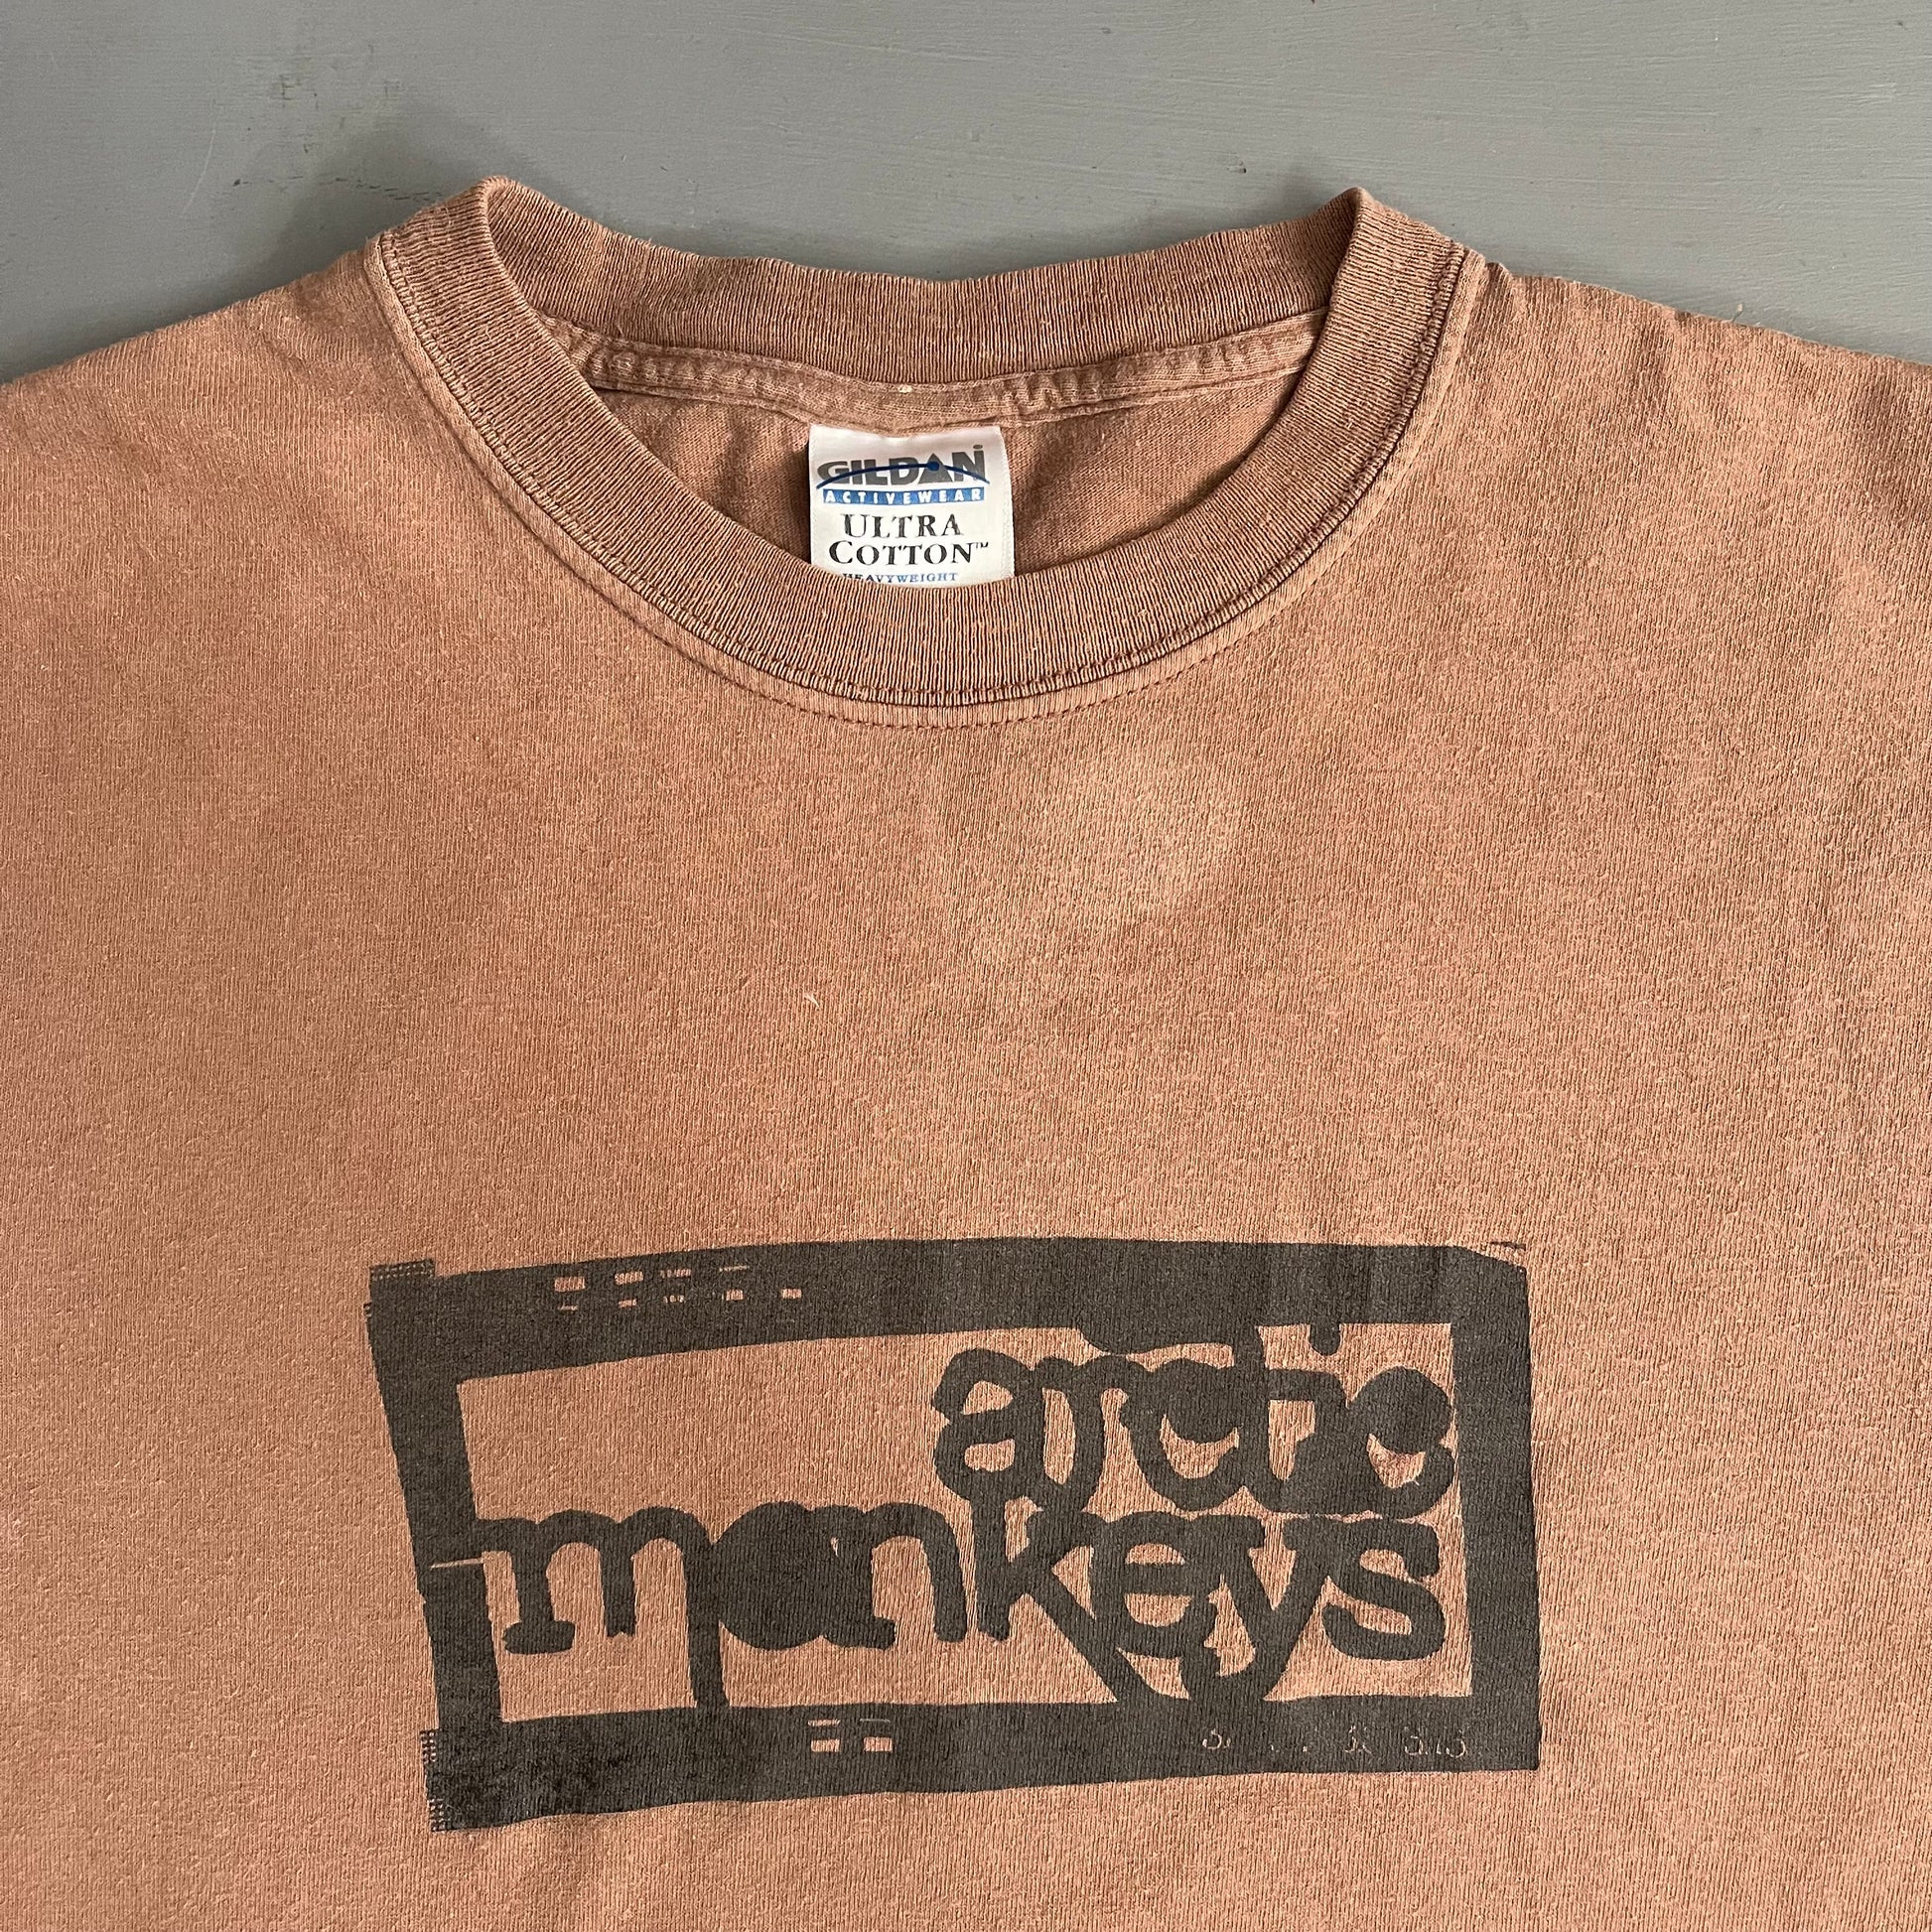 GILDAN
ACTIVEWEAR
ULTRA
COTTON™
HEAVYWEIGHT
arctic
monkeys